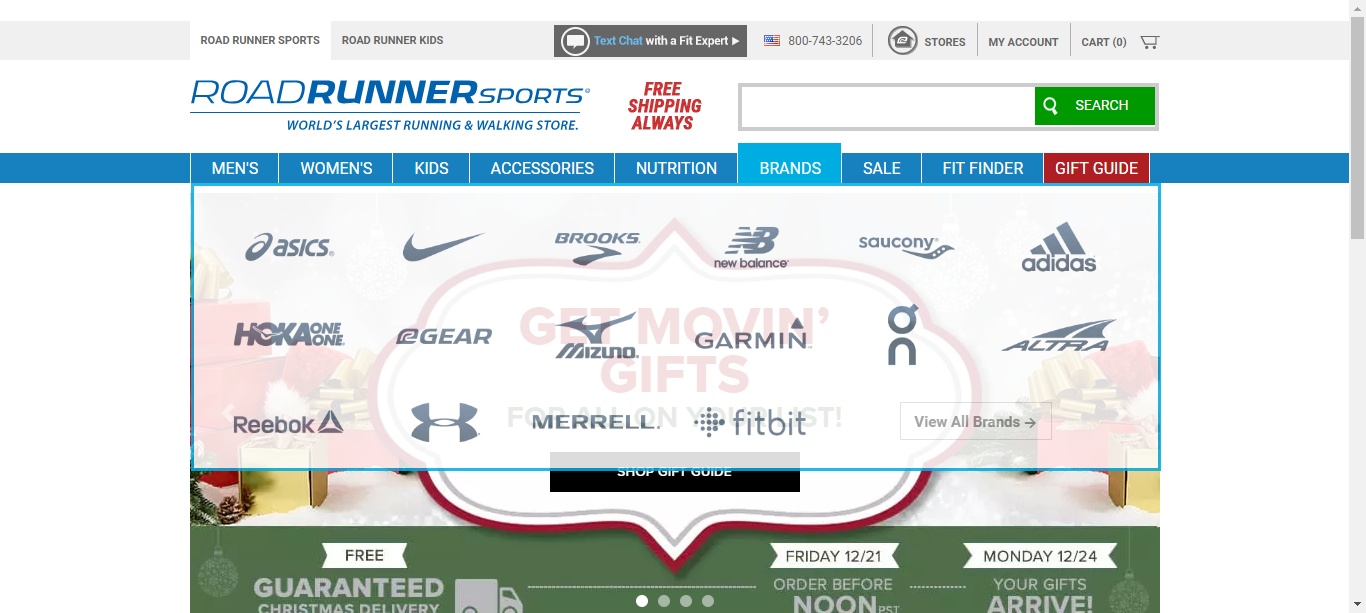 ROAD RUNNER SPORTS
ROAD RUNNER KIDS
Text Chat with a Fit Expert
800-743-3206
STORES
MY ACCOUNT
CART (0)
ROADRUNNERSPORTS
WORLD'S LARGEST RUNNING & WALKING STORE.
FREE
SHIPPING
ALWAYS
SEARCH
MEN'S
WOMEN'S
KIDS
ACCESSORIES
NUTRITION
BRANDS
SALE
FIT FINDER
GIFT GUIDE
asics
BROOKS
new balance
saucony
adidas
HOKA ONE ONE
eGEAR
MIZUNO
GARMIN
on
ALTRA
Reebok
MERRELL
fitbit
View All Brands →
GET MOVIN'
GIFTS
FOR ALL ON YOUR LIST!
SHOP GIFT GUIDE
FREE
GUARANTEED
CHRISTMAS DELIVERY
FRIDAY 12/21
ORDER BEFORE
NOON PST
MONDAY 12/24
YOUR GIFTS
ARRIVE!